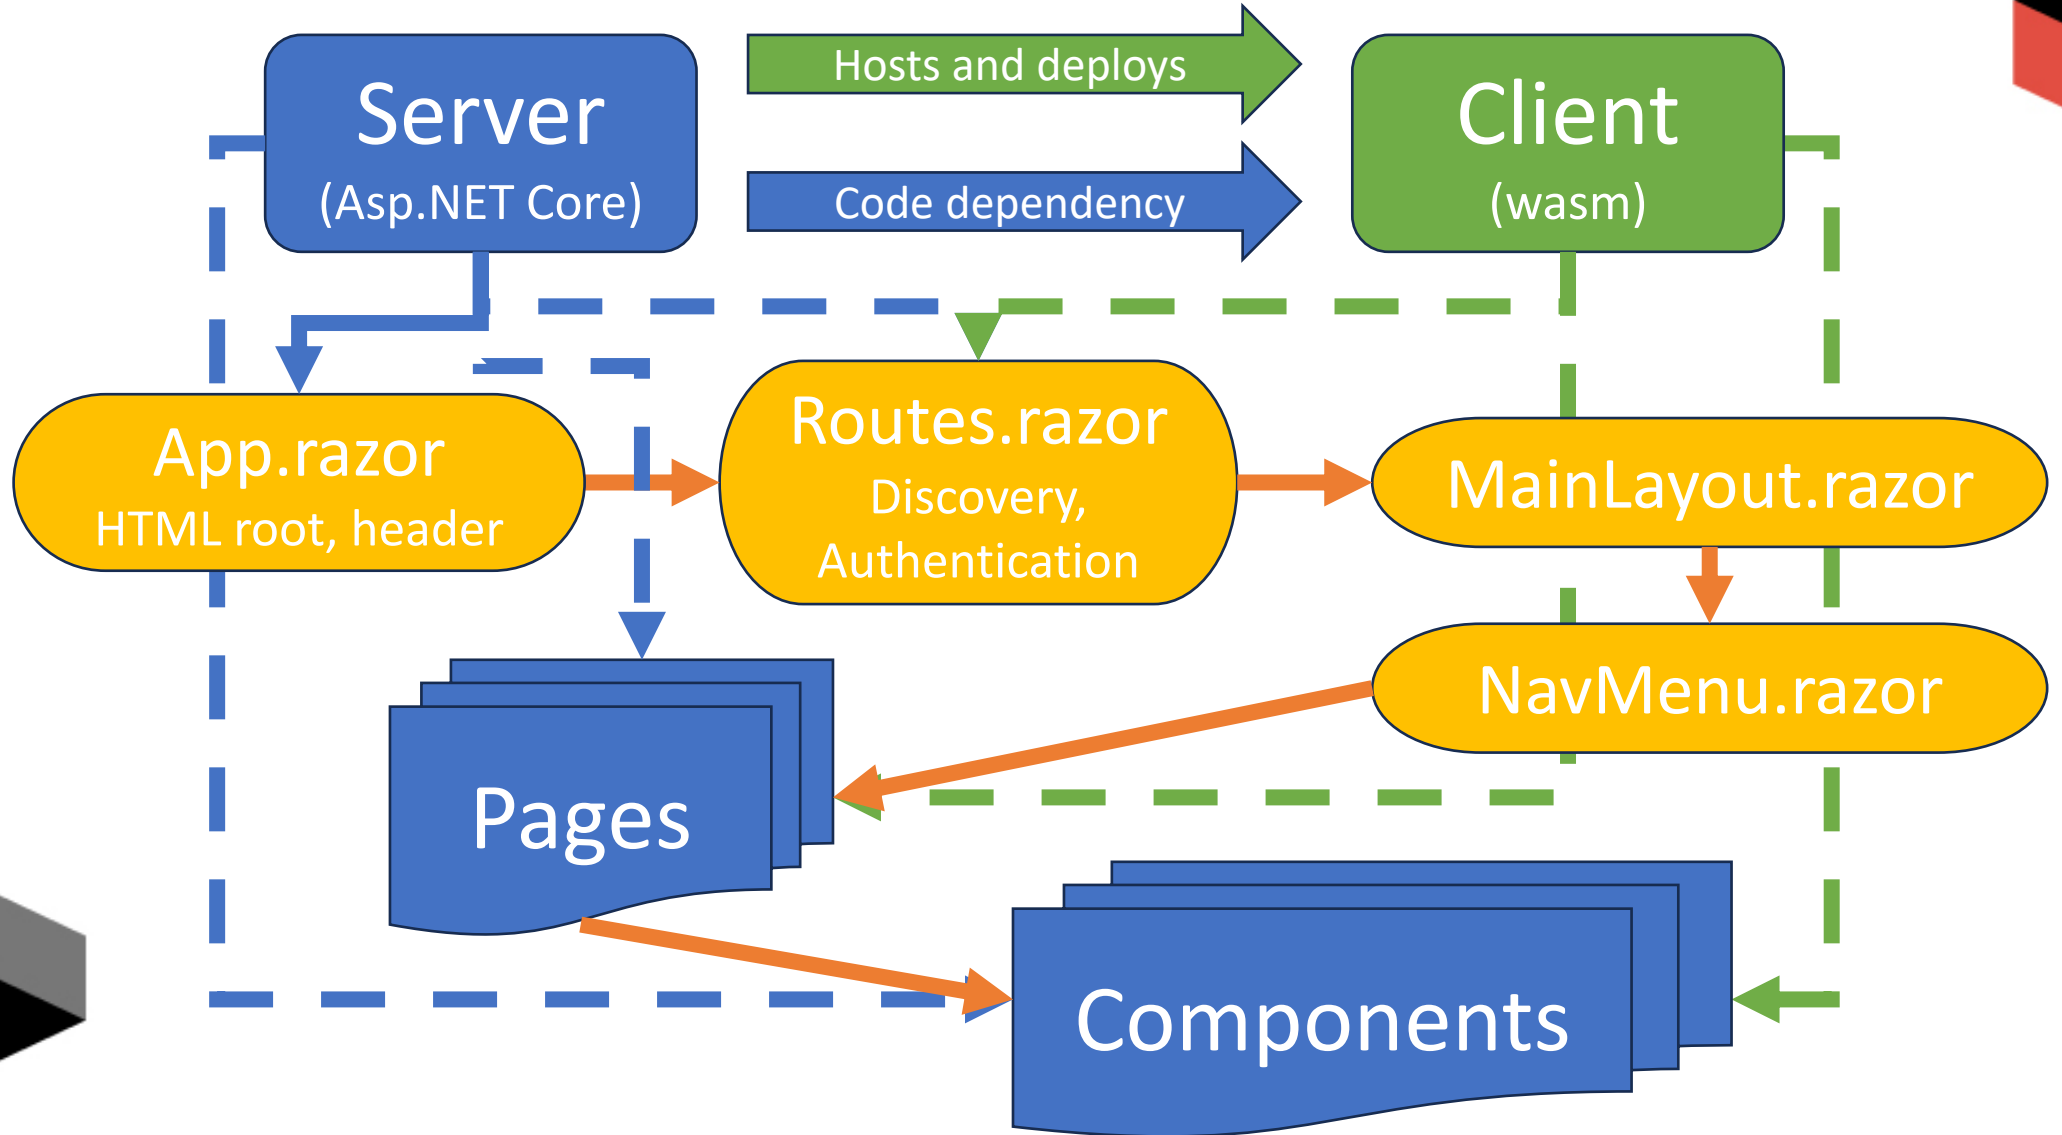 Server
(Asp.NET Core)
Hosts and deploys
Code dependency
Client
(wasm)
App.razor
HTML root, header
Routes.razor
Discovery,
Authentication
MainLayout.razor
NavMenu.razor
Pages
Components